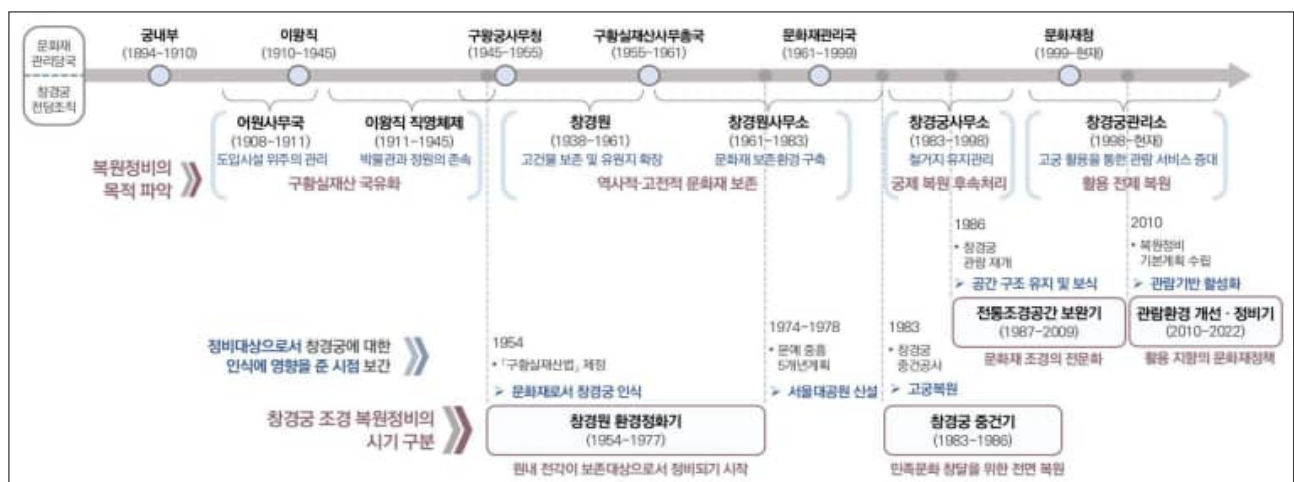 문화재
관리당국
창경궁
전담조직
궁내부
(1894-1910)
이왕직
(1910-1945)
구왕궁사무청
(1945-1955)
구황실재산사무총국
(1955-1961)
문화재관리국
(1961-1999)
문화재청
(1999-현재)
어원사무국
(1908-1911)
도입시설 위주의 관리
이왕직 직영체제
(1911-1945)
박물관과 정원의 존속
구황실재산 국유화
창경원
(1938-1961)
고건물 보존 및 유원지 확장
창경원사무소
(1961-1983)
문화재 보존환경 구축
역사적·고전적 문화재 보존
창경궁사무소
(1983-1998)
철거지 유지관리
궁제 복원 후속처리
창경궁관리소
(1998-현재)
고궁 활용을 통한 관람 서비스 증대
활용 전제 복원
복원정비의
목적 파악
1986
• 창경궁
관람 재개
➢ 공간 구조 유지 및 보식
2010
• 복원정비
기본계획 수립
➢ 관람기반 활성화
전통조경공간 보완기
(1987-2009)
문화재 조경의 전문화
관람환경 개선·정비기
(2010-2022)
활용 지향의 문화재정책
정비대상으로서 창경궁에 대한
인식에 영향을 준 시점 보간
1954
• 「구황실재산법」 제정
➢ 문화재로서 창경궁 인식
1974-1978
• 문예 중흥
5개년계획
➢ 서울대공원 신설
1983
• 창경궁
중건공사
➢ 고궁복원
창경궁 조경 복원정비의
시기 구분
창경원 환경정화기
(1954-1977)
원내 전각이 보존대상으로서 정비되기 시작
창경궁 중건기
(1983-1986)
민족문화 창달을 위한 전면 복원